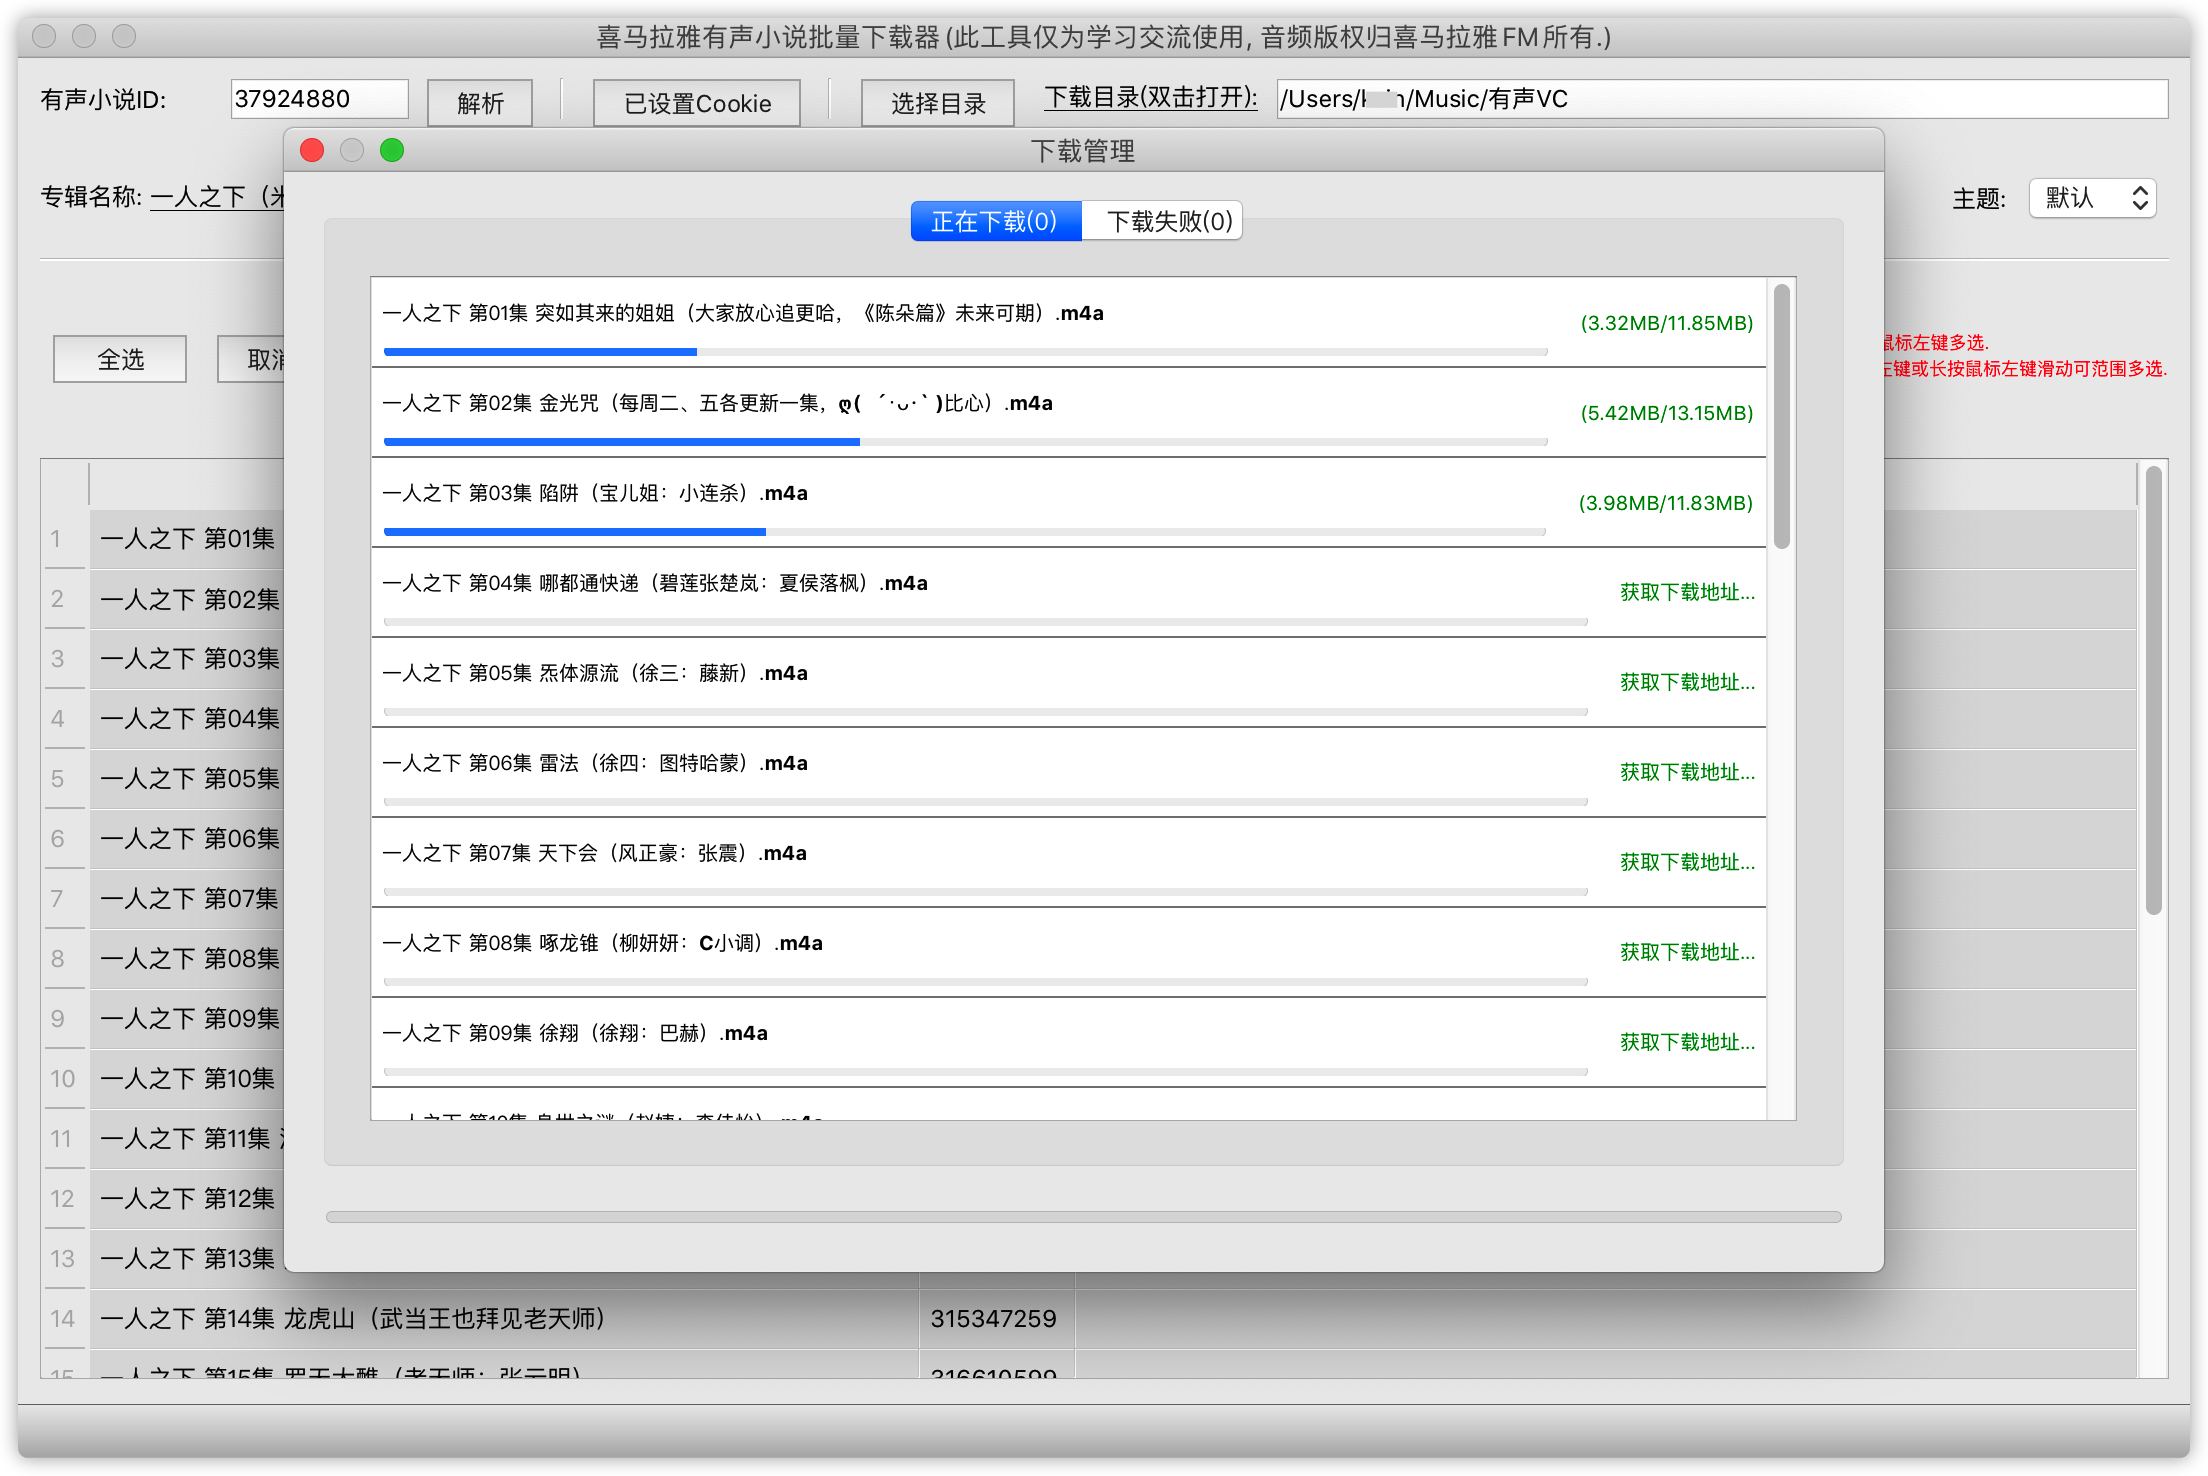 喜马拉雅有声小说批量下载器(此工具仅为学习交流使用, 音频版权归喜马拉雅FM所有.)
有声小说ID: 37924880 解析 已设置Cookie 选择目录 下载目录(双击打开): /Users/ /Music/有声VC
下载管理
专辑名称: 一人之下 主题: 默认
正在下载(0) 下载失败(0)
一人之下 第01集 突如其来的姐姐（大家放心追更哈，《陈朵篇》未来可期）.m4a
(3.32MB/11.85MB)
一人之下 第02集 金光咒（每周二、五各更新一集，ღ( ´･ᴗ･` )比心）.m4a
(5.42MB/13.15MB)
一人之下 第03集 陷阱（宝儿姐：小连杀）.m4a
(3.98MB/11.83MB)
一人之下 第04集 哪都通快递（碧莲张楚岚：夏侯落枫）.m4a
获取下载地址...
一人之下 第05集 炁体源流（徐三：藤新）.m4a
获取下载地址...
一人之下 第06集 雷法（徐四：图特哈蒙）.m4a
获取下载地址...
一人之下 第07集 天下会（风正豪：张震）.m4a
获取下载地址...
一人之下 第08集 啄龙锥（柳妍妍：C小调）.m4a
获取下载地址...
一人之下 第09集 徐翔（徐翔：巴赫）.m4a
获取下载地址...
全选 取消
鼠标左键多选.
左键或长按鼠标左键滑动可范围多选.
1 一人之下 第01集
2 一人之下 第02集
3 一人之下 第03集
4 一人之下 第04集
5 一人之下 第05集
6 一人之下 第06集
7 一人之下 第07集
8 一人之下 第08集
9 一人之下 第09集
10 一人之下 第10集
11 一人之下 第11集
12 一人之下 第12集
13 一人之下 第13集
14 一人之下 第14集 龙虎山（武当王也拜见老天师） 315347259